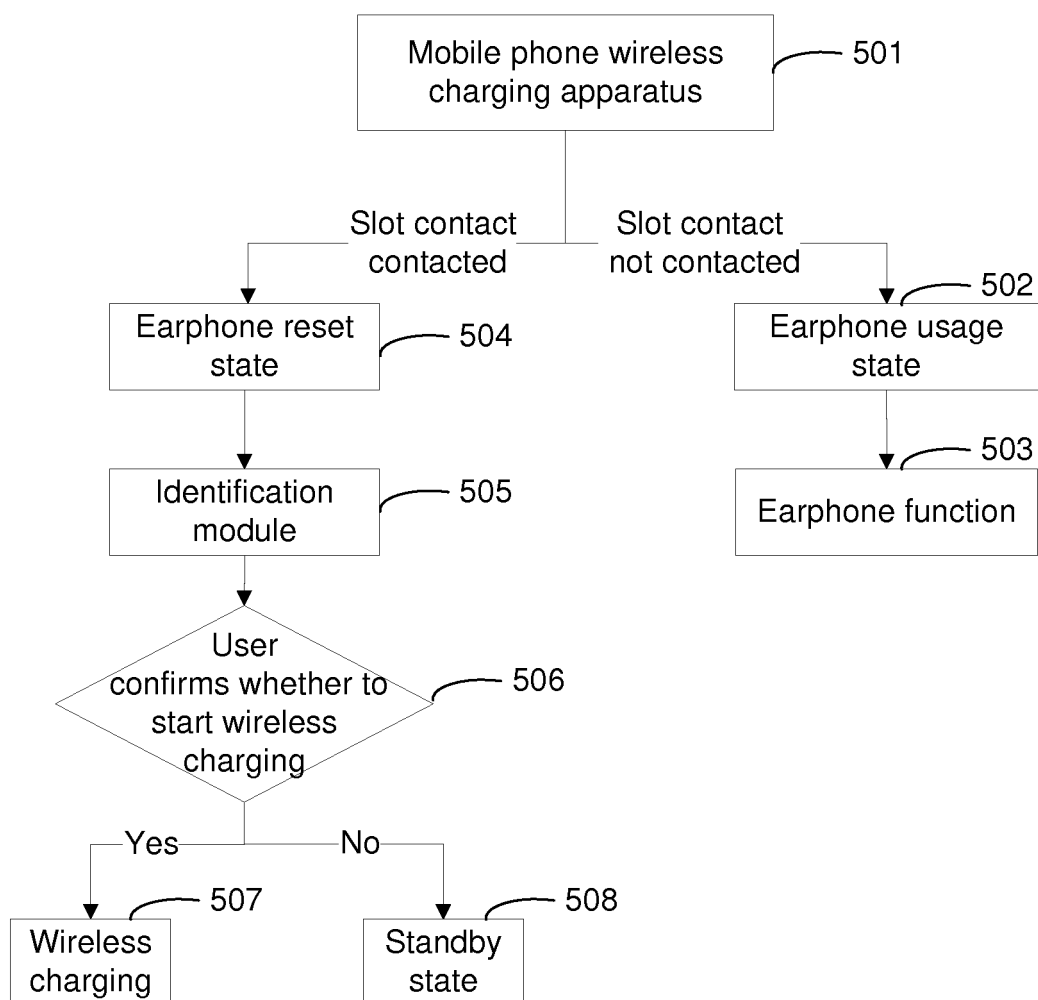 Mobile phone wireless
charging apparatus
501
Slot contact
contacted
Slot contact
not contacted
Earphone reset
state
504
Earphone usage
state
502
Identification
module
505
Earphone function
503
User
confirms whether to
start wireless
charging
506
Yes
No
Wireless
charging
507
Standby
state
508